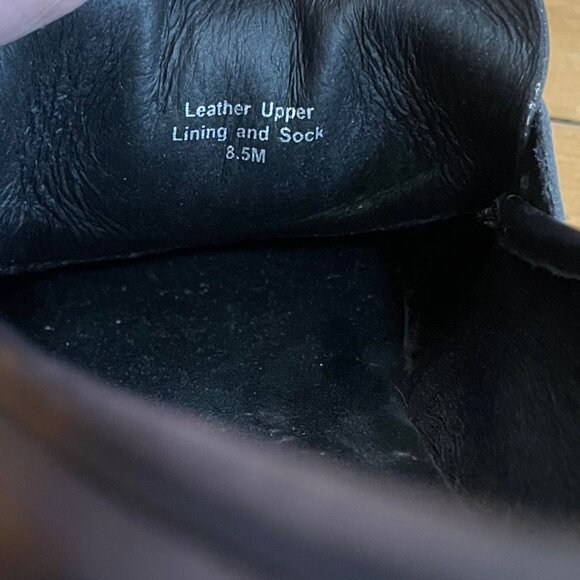 Leather Upper
Lining and Sock
8.5M